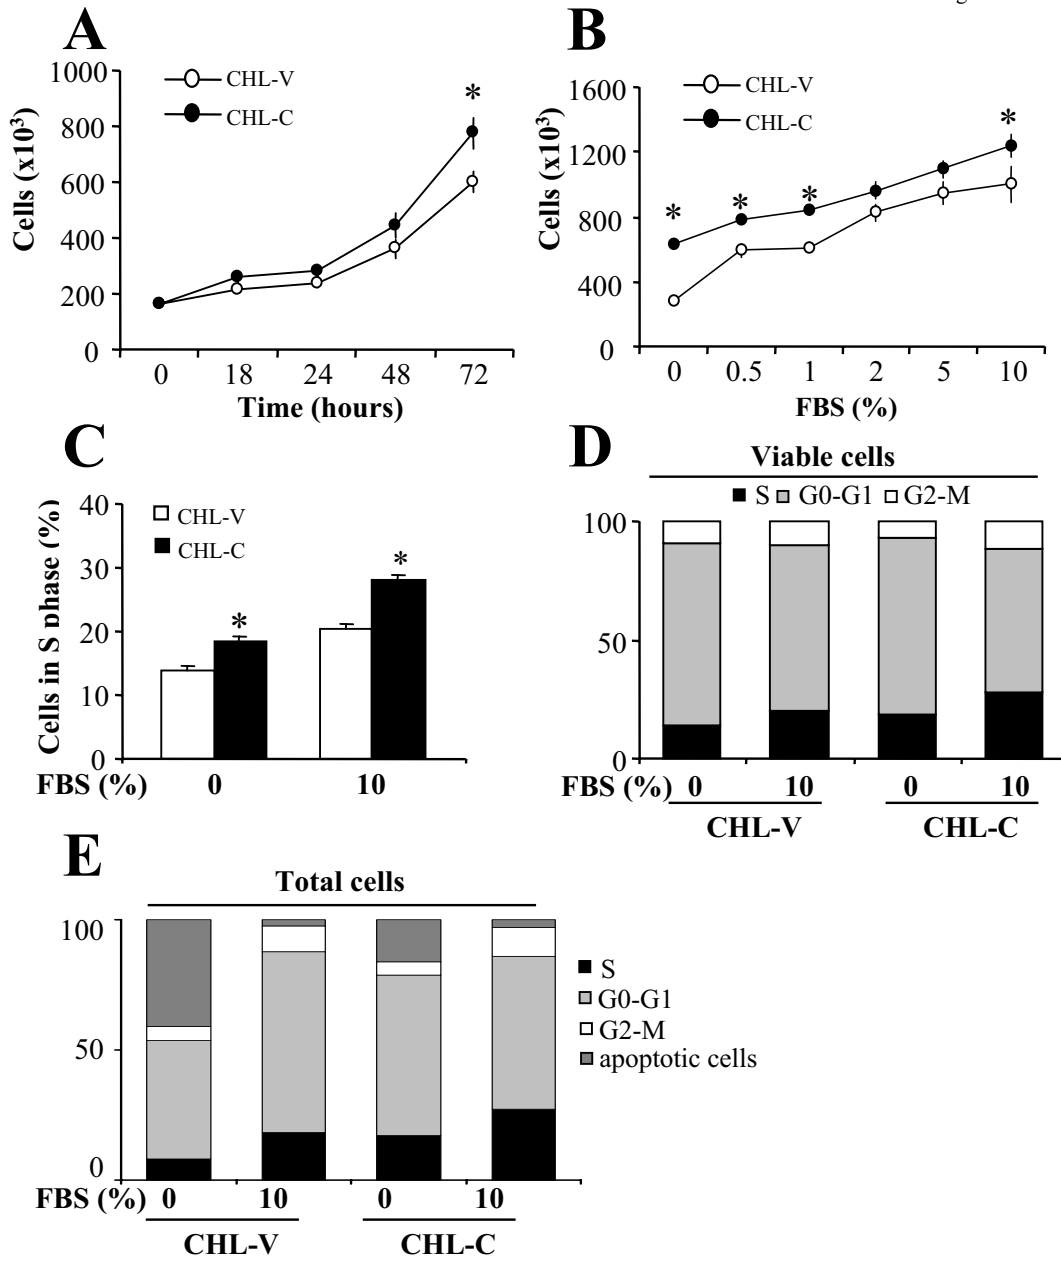 g
A
1000
800
600
400
200
0
Cells (x10³)
CHL-V
CHL-C
*
0 18 24 48 72
Time (hours)
B
1600
1200
800
400
0
Cells (x10³)
CHL-V
CHL-C
* * * *
0 0.5 1 2 5 10
FBS (%)
C
40
30
20
10
0
Cells in S phase (%)
CHL-V
CHL-C
* *
FBS (%) 0 10
D
Viable cells
S G0-G1 G2-M
100
50
0
FBS (%) 0 10 0 10
CHL-V CHL-C
E
Total cells
100
50
0
S
G0-G1
G2-M
apoptotic cells
FBS (%) 0 10 0 10
CHL-V CHL-C